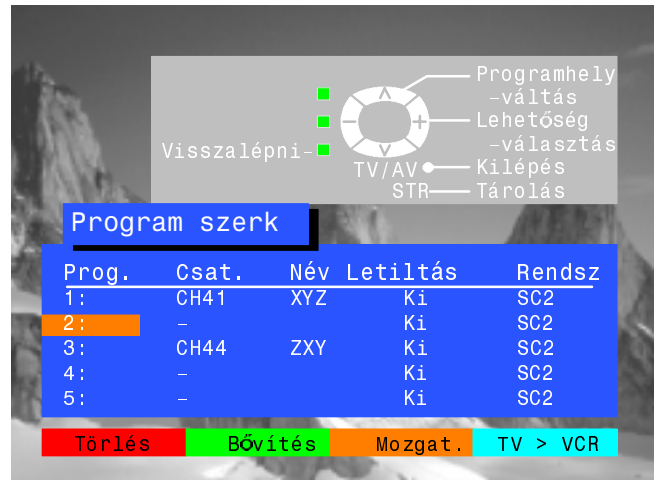 Programhely
–váltás
Lehetőség
–választás
Visszalépni–
TV/AV
Kilépés
STR
Tárolás
Program szerk
Prog. Csat. Név Letiltás Rendsz
1: CH41 XYZ Ki SC2
2: – Ki SC2
3: CH44 ZXY Ki SC2
4: – Ki SC2
5: – Ki SC2
Törlés Bővítés Mozgat. TV > VCR